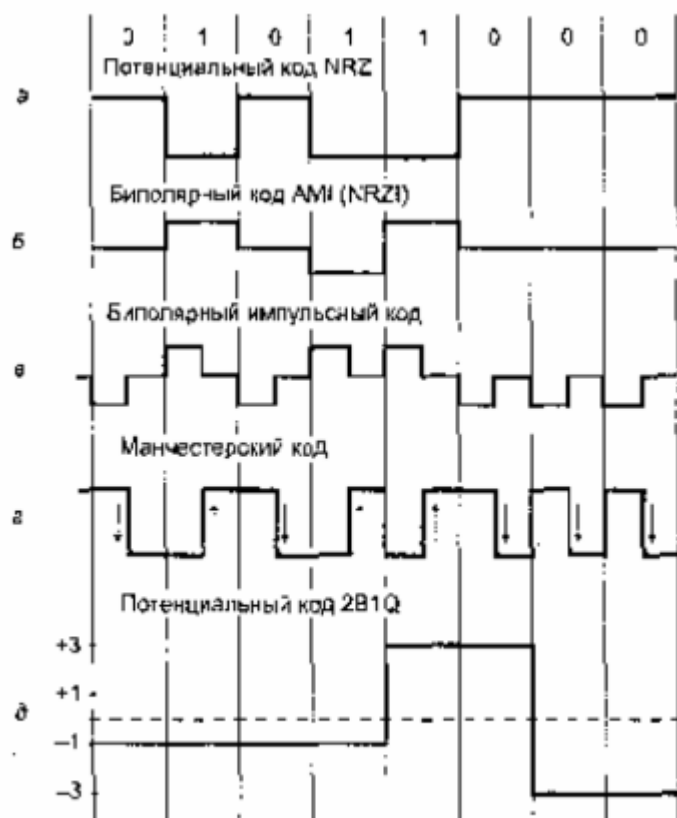 0 1 0 1 1 0 0 0
Потенциальный код NRZ
а
Биполярный код AMI (NRZI)
б
Биполярный импульсный код
в
Манчестерский код
г
Потенциальный код 2B1Q
+3
+1
д
−1
−3